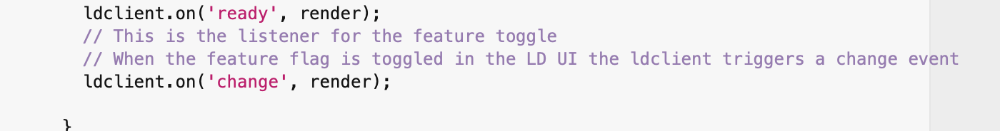 ldclient.on('ready', render);
// This is the listener for the feature toggle
// When the feature flag is toggled in the LD UI the ldclient triggers a change event
ldclient.on('change', render);
}